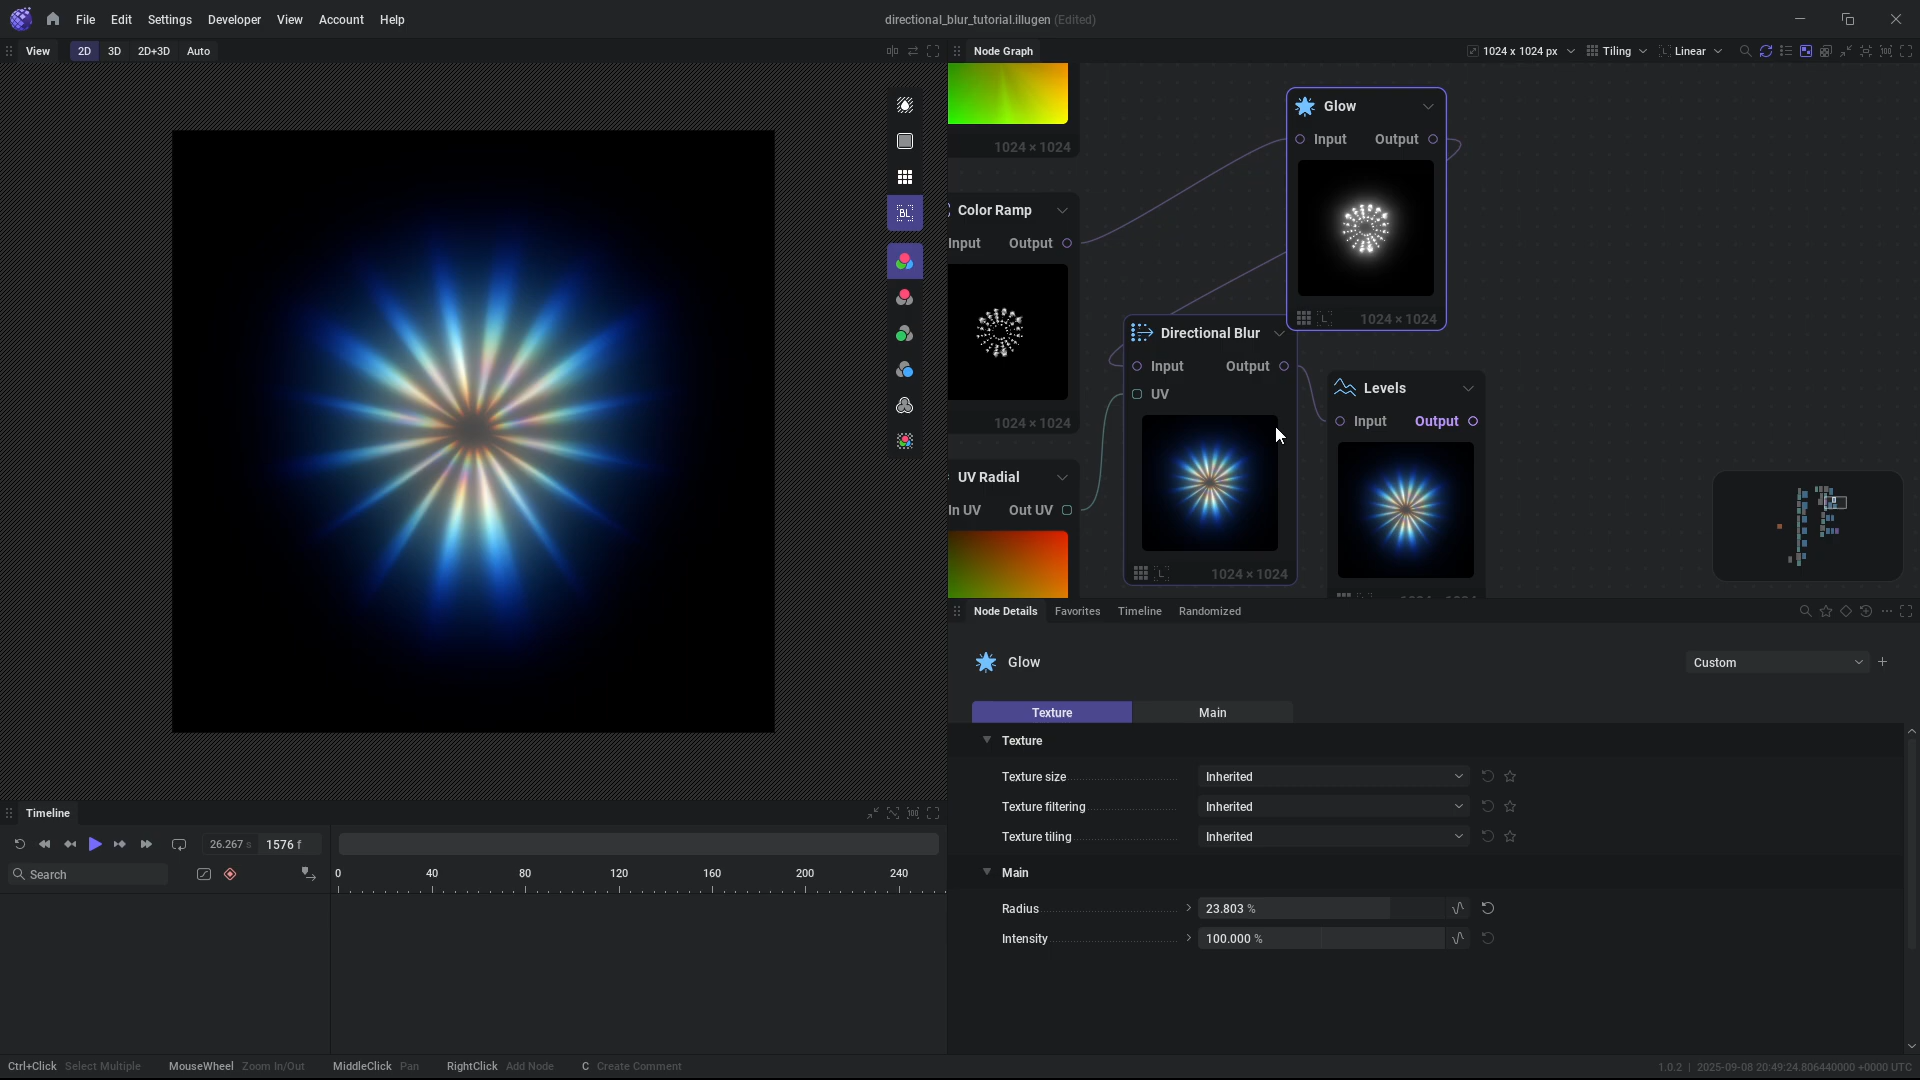 File Edit Settings Developer View Account Help
directional_blur_tutorial.illugen (Edited)
View 2D 3D 2D+3D Auto
BL
Timeline
26.267 s 1576 f
Search
0 40 80 120 160 200 240
Node Graph
1024 x 1024 px Tiling Linear
1024 × 1024
Color Ramp
Input Output
1024 × 1024
UV Radial
In UV Out UV
Glow
Input Output
L 1024 × 1024
Directional Blur
Input Output
UV
L 1024 × 1024
Levels
Input Output
Node Details Favorites Timeline Randomized
Glow
Custom
Texture Main
Texture
Texture size Inherited
Texture filtering Inherited
Texture tiling Inherited
Main
Radius 23.803 %
Intensity 100.000 %
Ctrl+Click Select Multiple MouseWheel Zoom In/Out MiddleClick Pan RightClick Add Node C Create Comment
1.0.2 | 2025-09-08 20:49:24.806440000 +0000 UTC